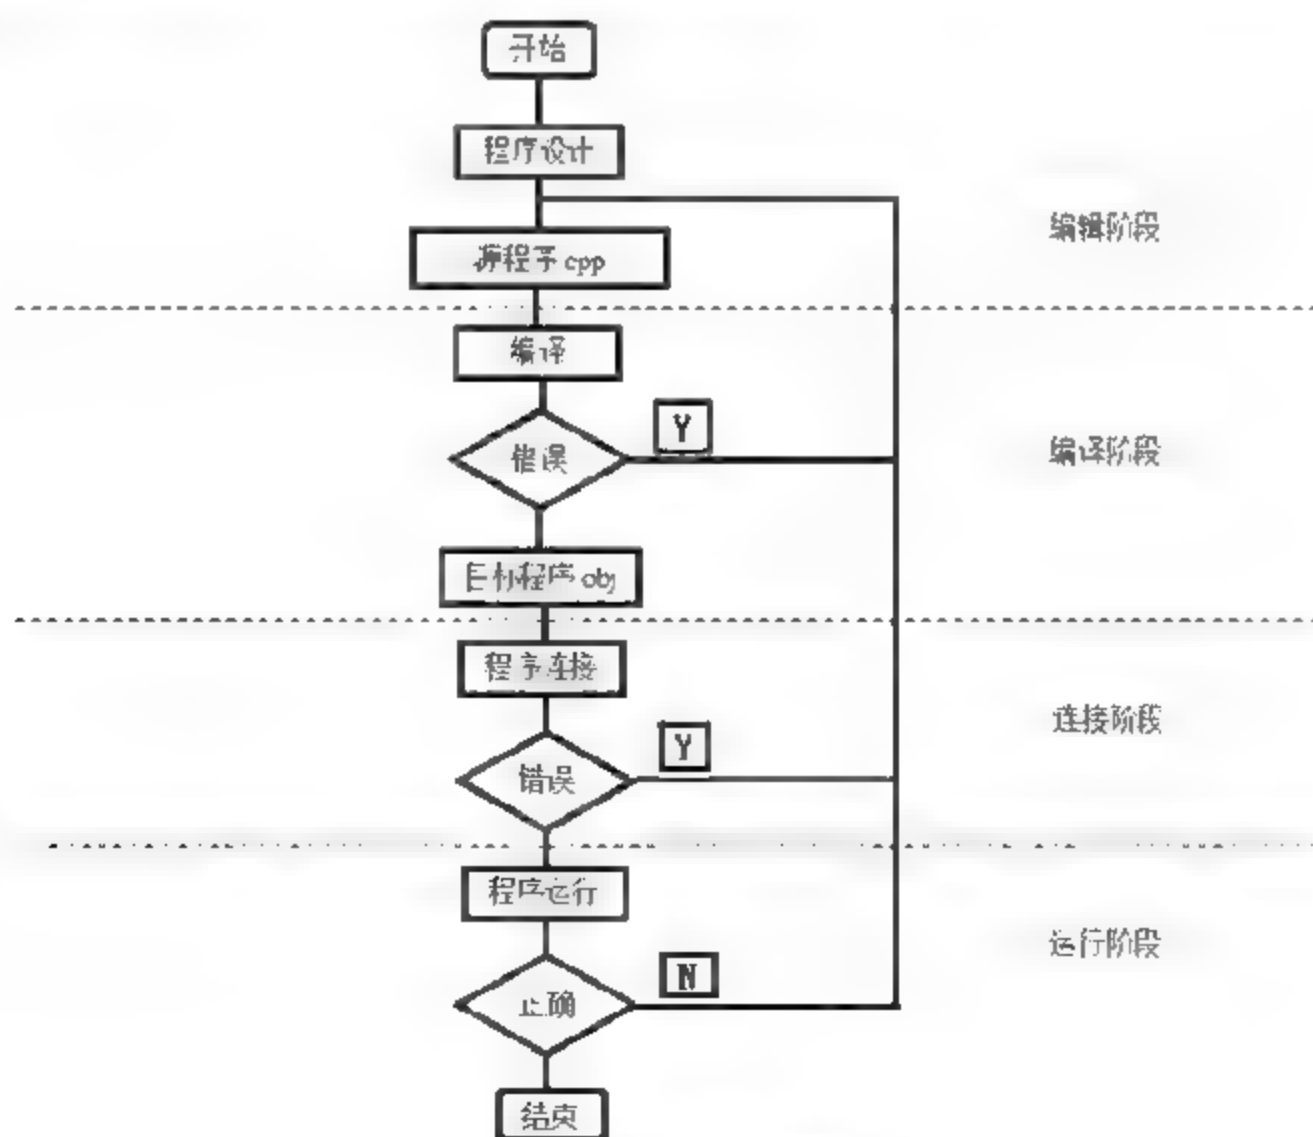 开始
程序设计
编辑阶段
源程序 cpp
编译
Y
错误
编译阶段
目标程序 obj
程序连接
连接阶段
Y
错误
程序运行
运行阶段
N
正确
结束